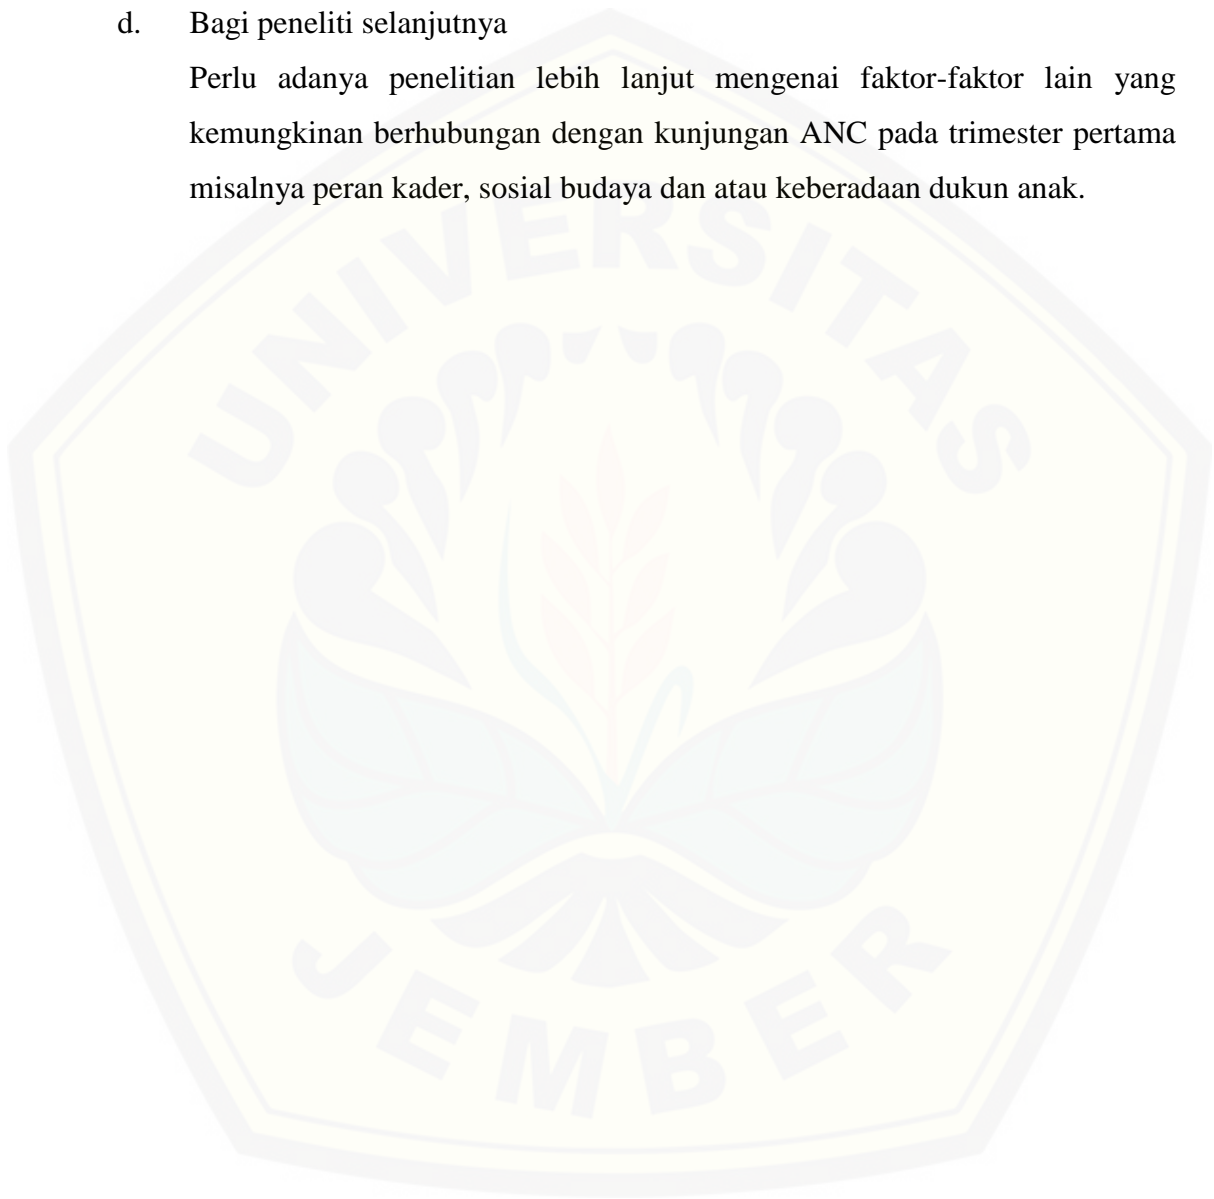 d. Bagi peneliti selanjutnya
Perlu adanya penelitian lebih lanjut mengenai faktor-faktor lain yang
kemungkinan berhubungan dengan kunjungan ANC pada trimester pertama
misalnya peran kader, sosial budaya dan atau keberadaan dukun anak.
UNIVERSITAS
JEMBER